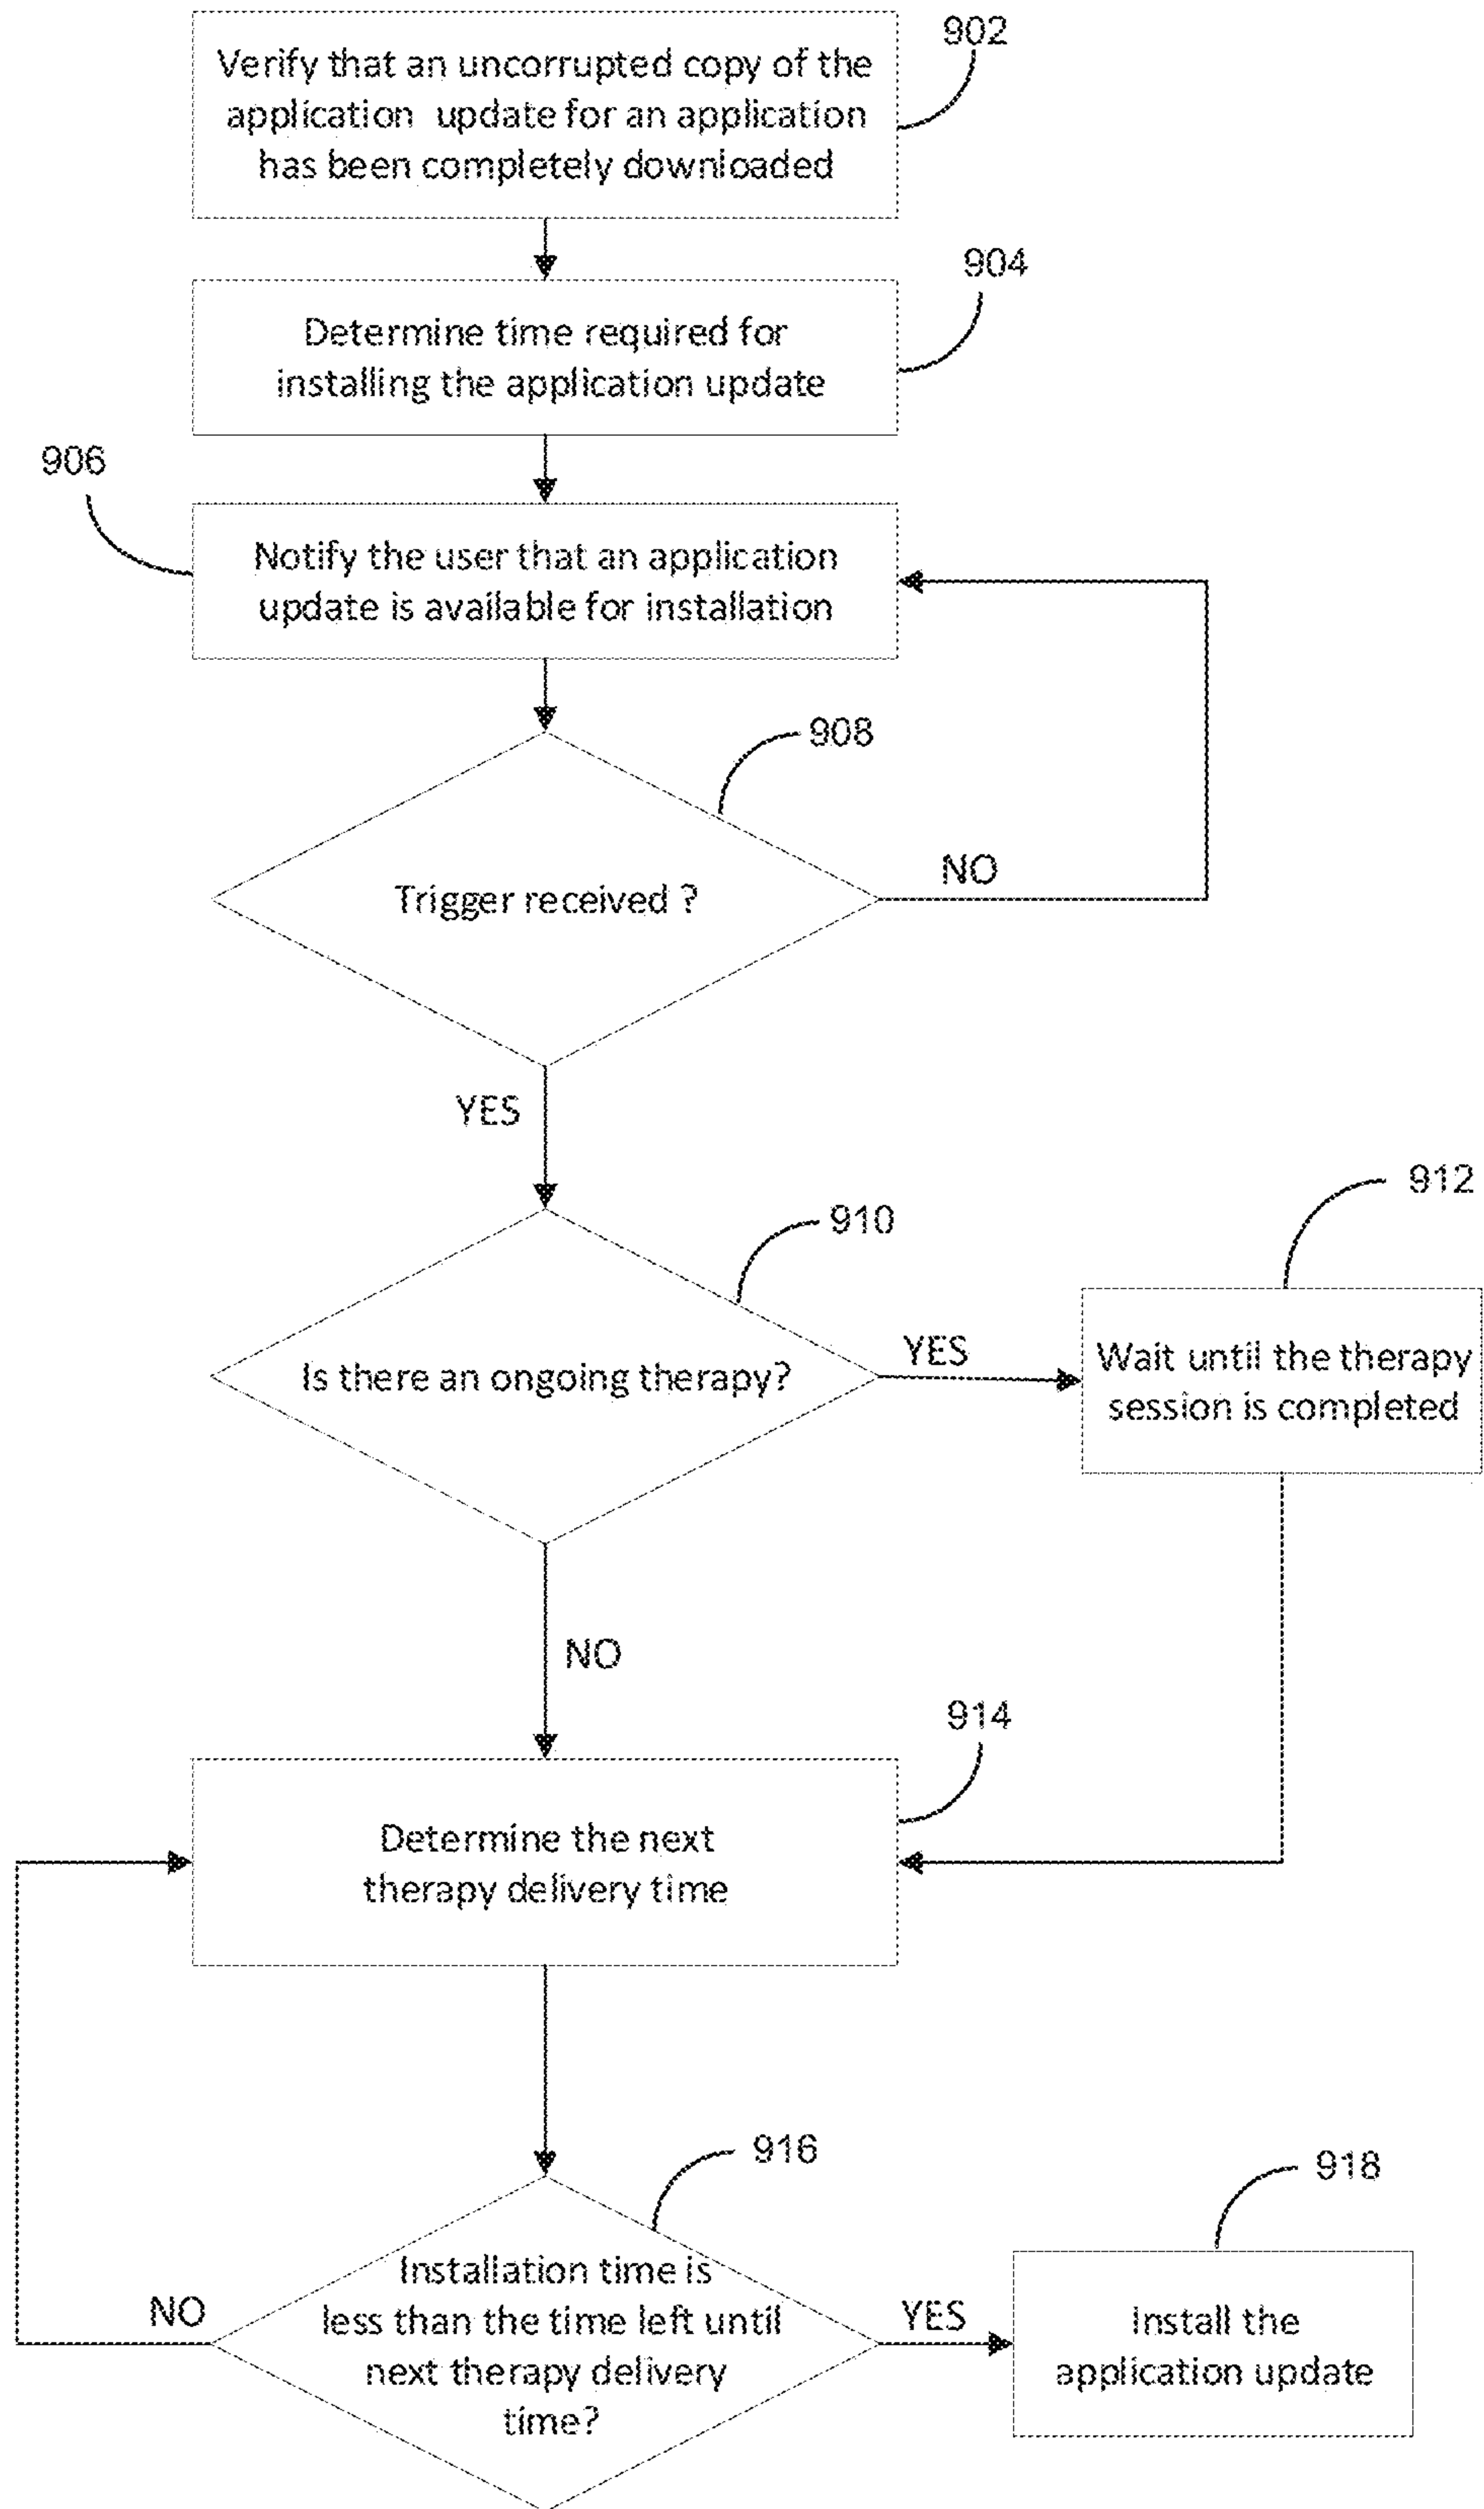 902
Verify that an uncorrupted copy of the
application update for an application
has been completely downloaded
904
Determine time required for
installing the application update
906
Notify the user that an application
update is available for installation
908
Trigger received ?
NO
YES
910
912
Is there an ongoing therapy?
YES
Wait until the therapy
session is completed
NO
914
Determine the next
therapy delivery time
916
918
Installation time is
less than the time left until
next therapy delivery
time?
NO
YES
Install the
application update